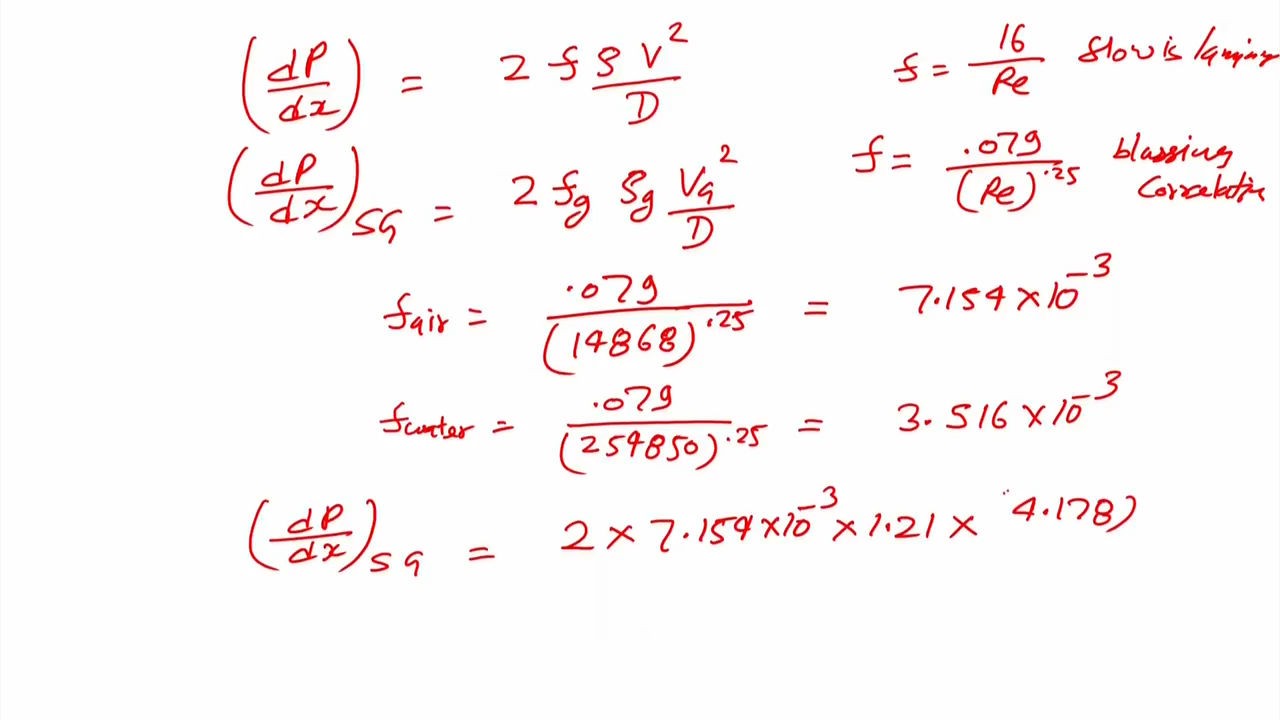 (dP/dx) = 2 f ρ V²/D
f = 16/Re flow is laminar
(dP/dx)SG = 2 fg ρg Vg²/D
f = .079/(Re)^.25 blassius Correlation
fair = .079/(14868)^.25 = 7.154 × 10⁻³
fwater = .079/(254850)^.25 = 3.516 × 10⁻³
(dP/dx)SG = 2 × 7.154 × 10⁻³ × 1.21 × 4.178)